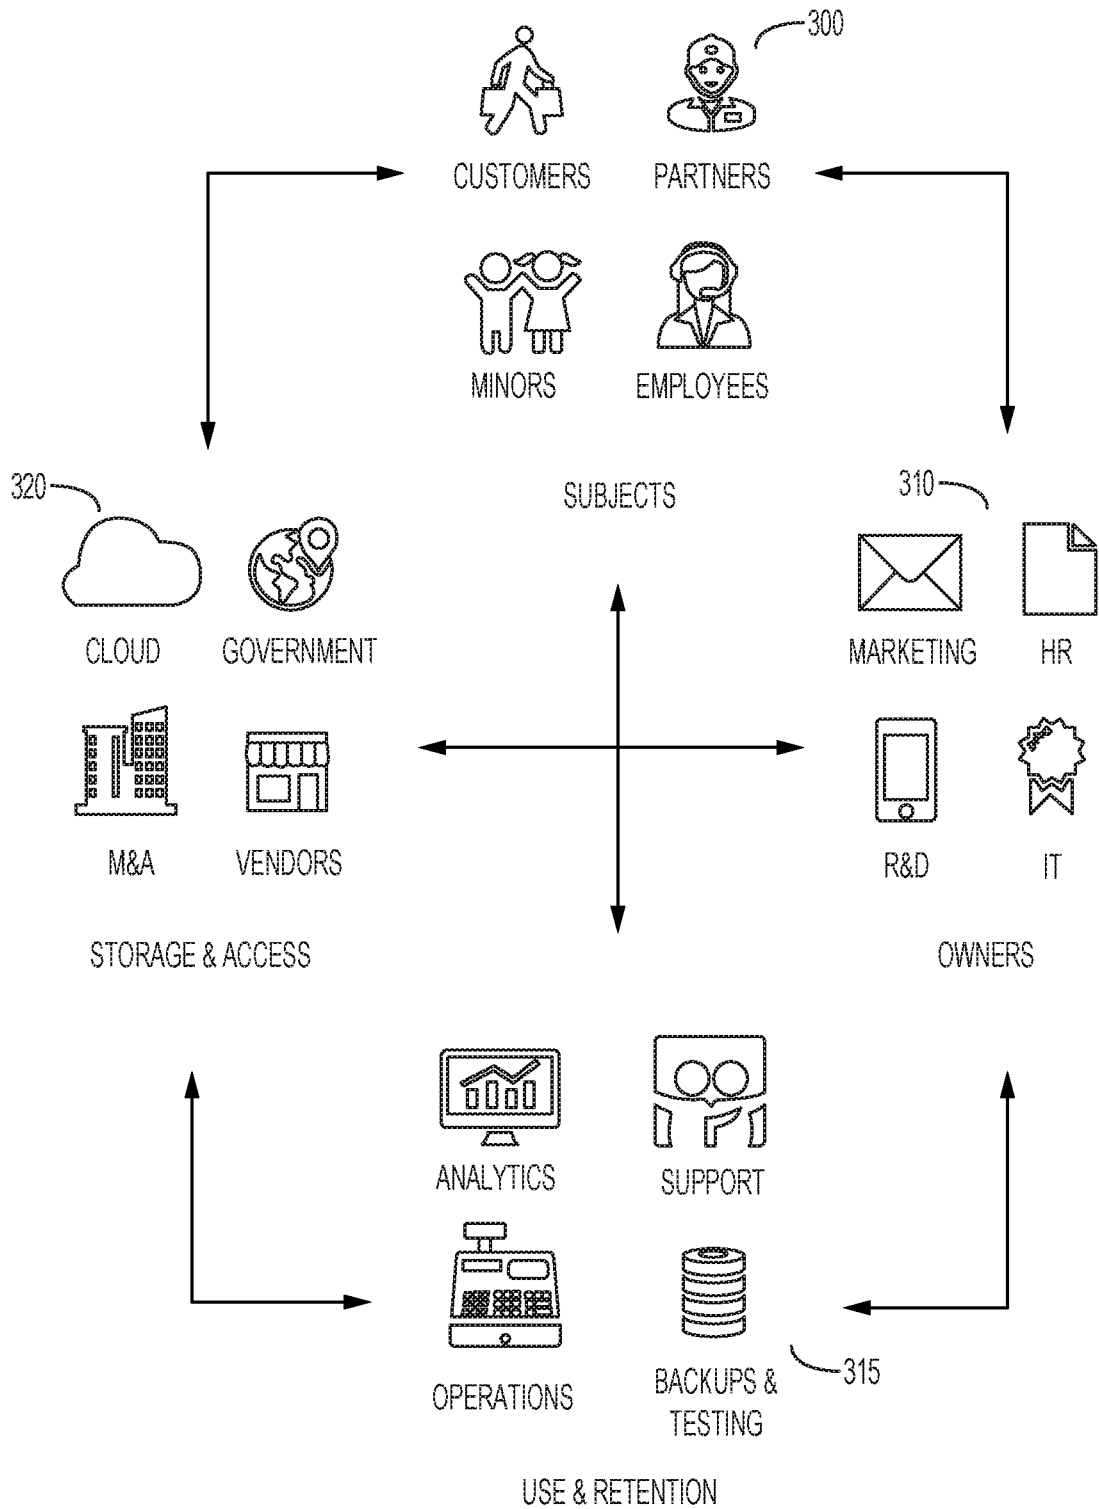 300
CUSTOMERS PARTNERS
MINORS EMPLOYEES
SUBJECTS
320
CLOUD GOVERNMENT
M&A VENDORS
STORAGE & ACCESS
310
MARKETING HR
R&D IT
OWNERS
ANALYTICS SUPPORT
OPERATIONS BACKUPS &
TESTING
315
USE & RETENTION